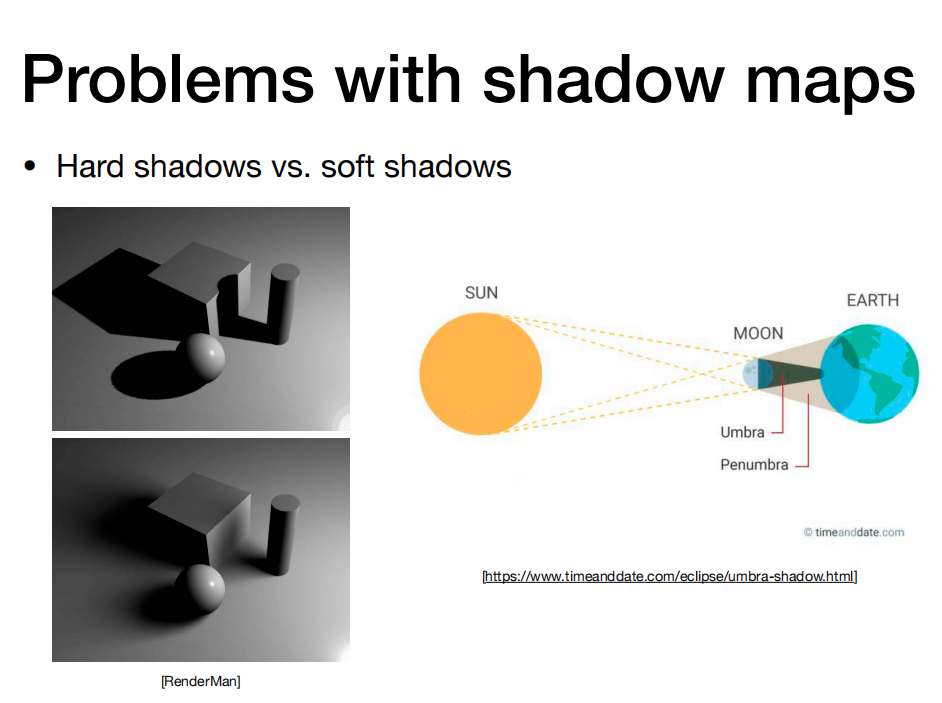 Problems with shadow maps
• Hard shadows vs. soft shadows
SUN
EARTH
MOON
Umbra
Penumbra
© timeanddate.com
[https://www.timeanddate.com/eclipse/umbra-shadow.html]
[RenderMan]